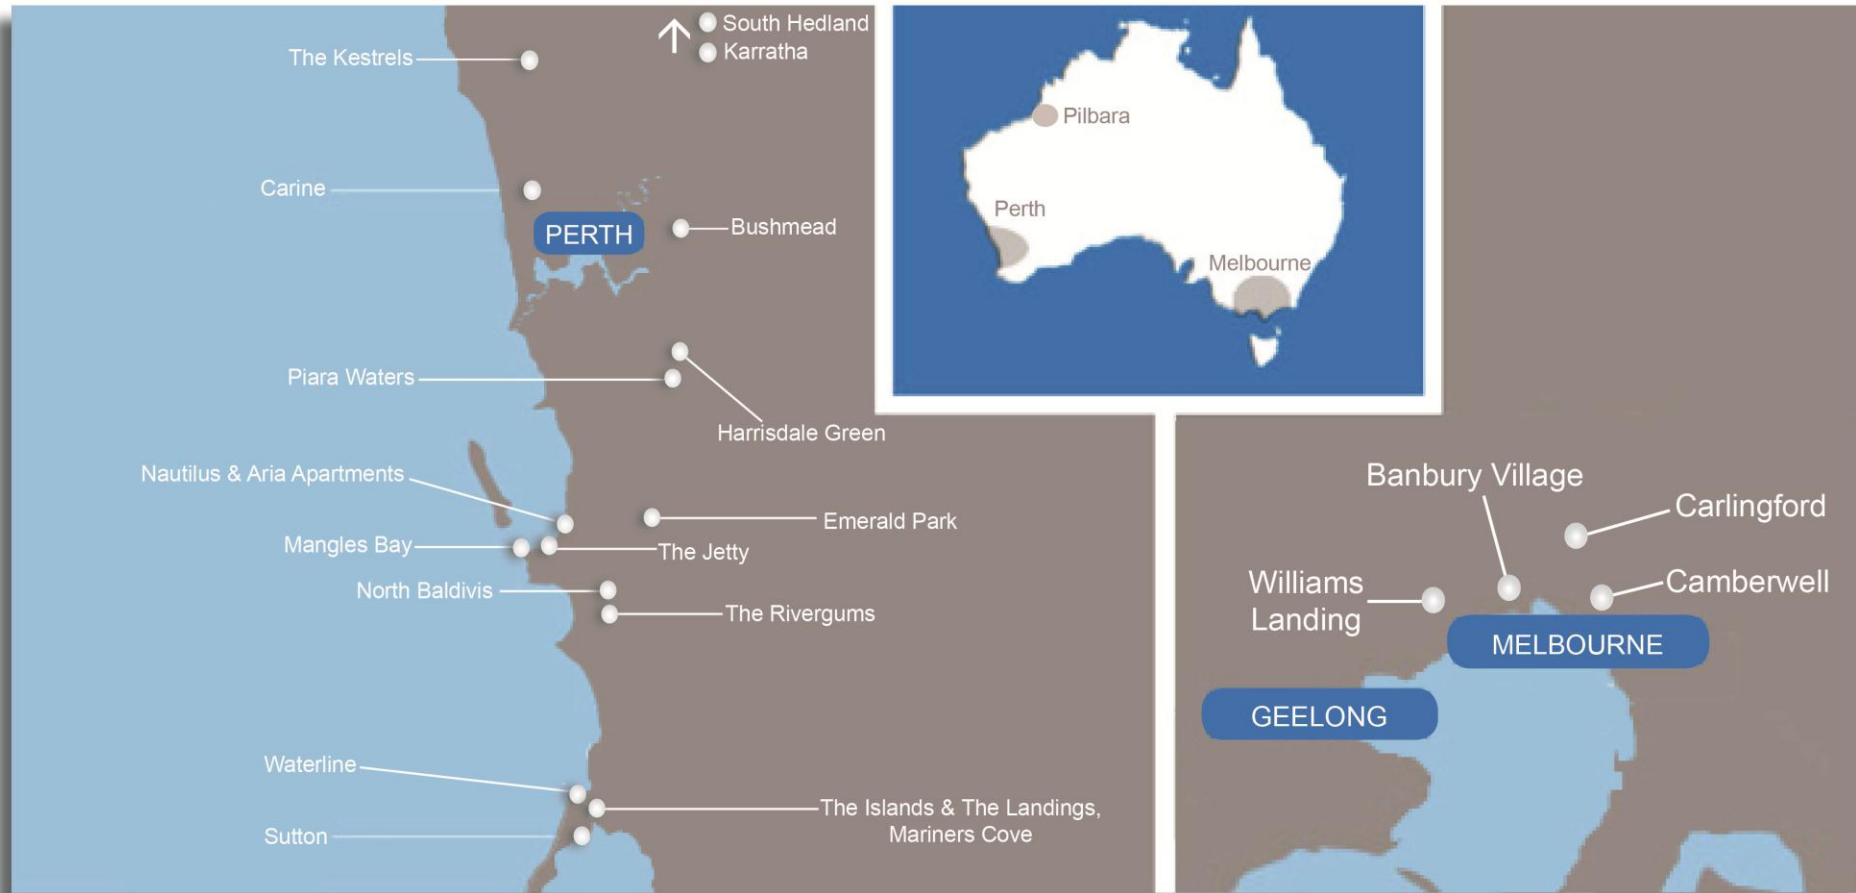 South Hedland
Karratha
The Kestrels
Carine
PERTH
Bushmead
Piara Waters
Harrisdale Green
Nautilus & Aria Apartments
Emerald Park
Mangles Bay
The Jetty
North Baldivis
The Rivergums
Waterline
The Islands & The Landings,
Mariners Cove
Sutton
Pilbara
Perth
Melbourne
Banbury Village
Carlingford
Williams
Landing
Camberwell
MELBOURNE
GEELONG